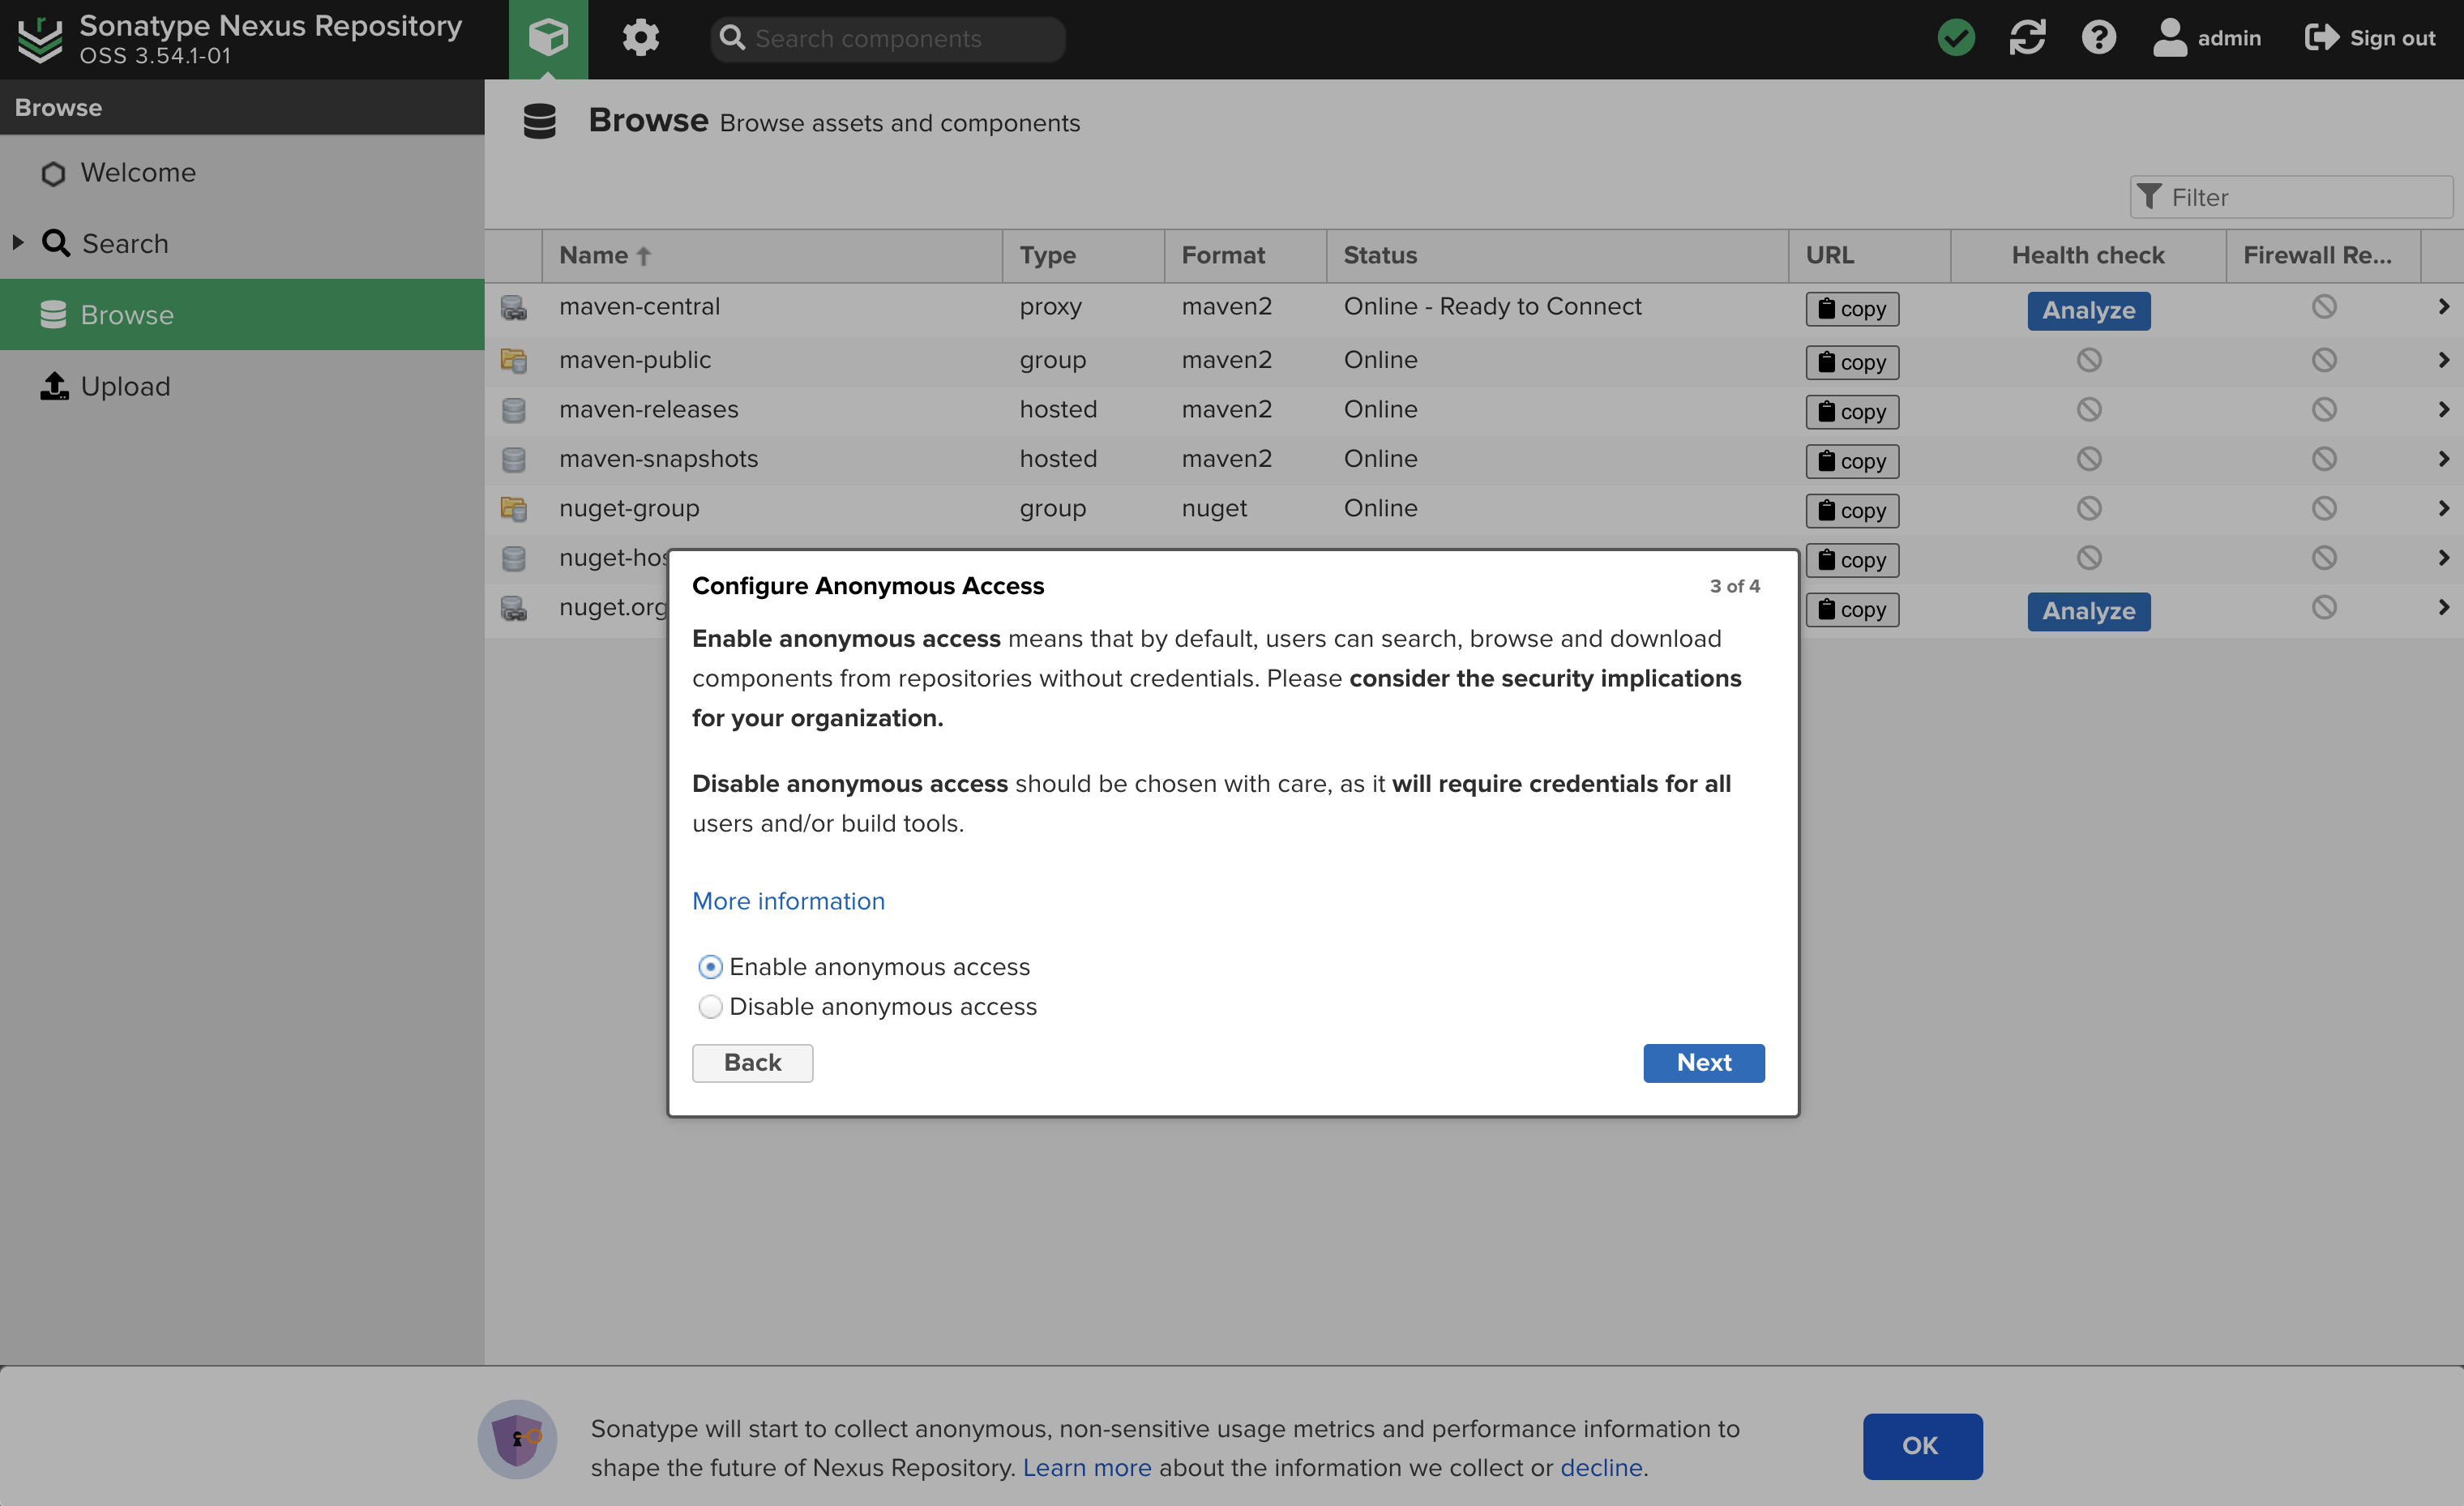 Sonatype Nexus Repository
OSS 3.54.1-01
Search components
admin
Sign out
Browse
Welcome
Search
Browse
Upload
Browse Browse assets and components
Filter
Name Type Format Status URL Health check Firewall Re...
maven-central proxy maven2 Online - Ready to Connect copy Analyze
maven-public group maven2 Online copy
maven-releases hosted maven2 Online copy
maven-snapshots hosted maven2 Online copy
nuget-group group nuget Online copy
nuget-hos copy
nuget.org copy Analyze
Configure Anonymous Access 3 of 4
Enable anonymous access means that by default, users can search, browse and download
components from repositories without credentials. Please consider the security implications
for your organization.
Disable anonymous access should be chosen with care, as it will require credentials for all
users and/or build tools.
More information
Enable anonymous access
Disable anonymous access
Back Next
Sonatype will start to collect anonymous, non-sensitive usage metrics and performance information to
shape the future of Nexus Repository. Learn more about the information we collect or decline.
OK